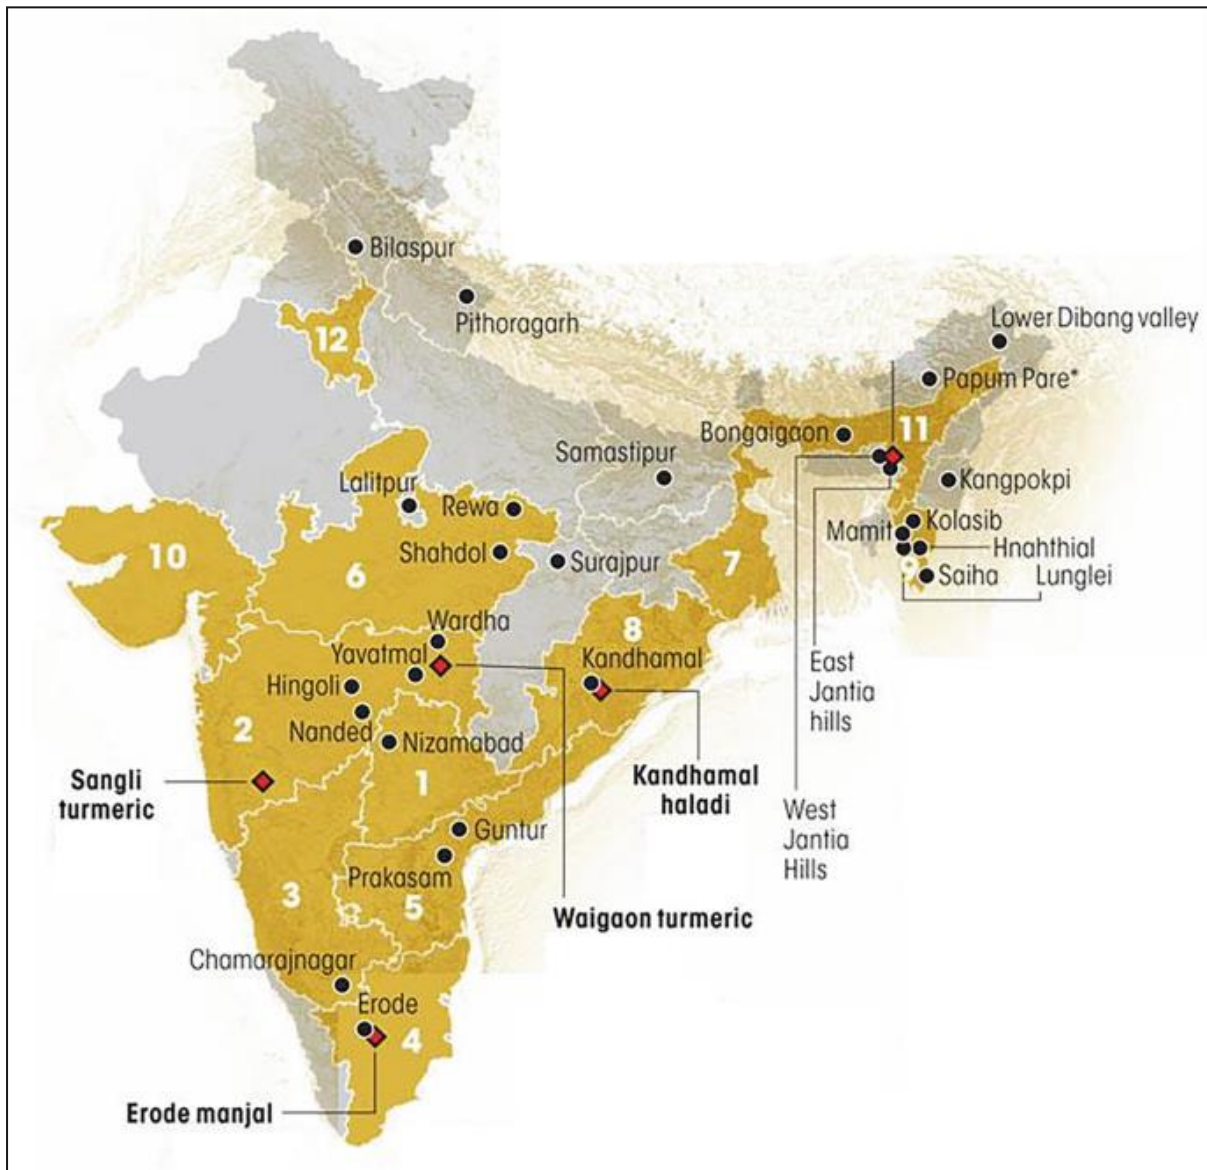 Bilaspur
Pithoragarh
12
Lower Dibang valley
Papum Pare*
Bongaigaon
11
Samastipur
Kangpokpi
Lalitpur
Rewa
Kolasib
Mamit
Hnahthial
10
Shahdol
Surajpur
7
Saiha
Lunglei
6
Wardha
8
Yavatmal
Kandhamal
East
Jantia
hills
Hingoli
2
Nanded
Nizamabad
Sangli
turmeric
1
Kandhamal
haladi
West
Jantia
Hills
Guntur
Prakasam
3
5
Waigaon turmeric
Chamarajnagar
Erode
4
Erode manjal